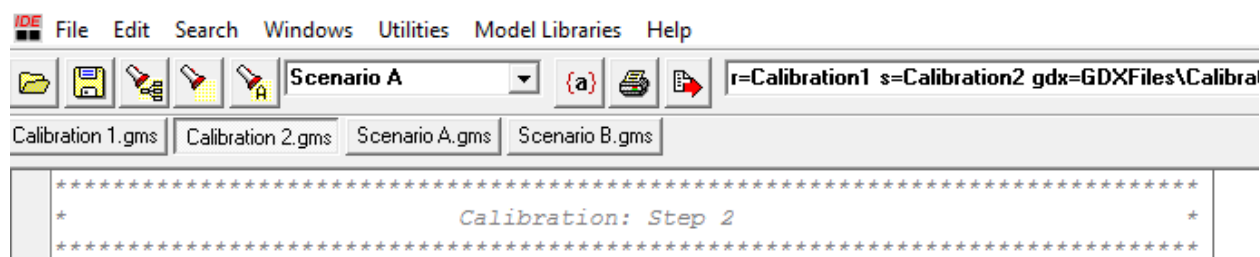 IDE File Edit Search Windows Utilities Model Libraries Help
A Scenario A {a} r=Calibration1 s=Calibration2 gdx=GDXFiles\Calibrat
Calibration 1.gms Calibration 2.gms Scenario A.gms Scenario B.gms
*******************************************************************************
* Calibration: Step 2 *
*******************************************************************************